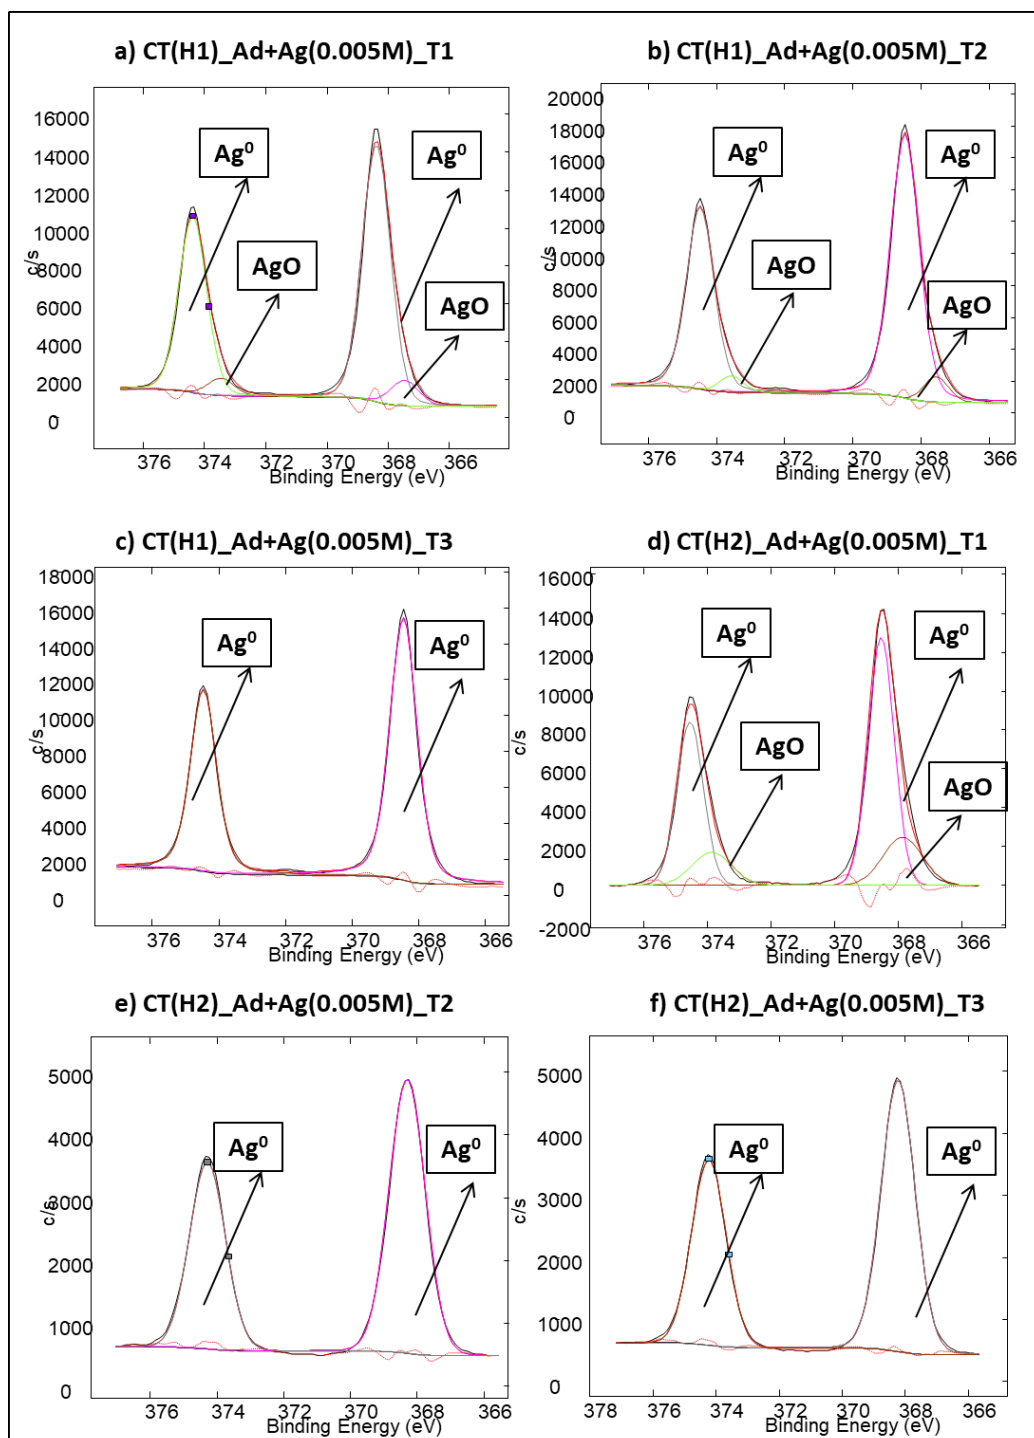 a) CT(H1)_Ad+Ag(0.005M)_T1
16000
14000
12000
10000
8000
6000
4000
2000
0
c/s
Ag⁰
AgO
Ag⁰
AgO
376 374 372 370 368 366
Binding Energy (eV)
b) CT(H1)_Ad+Ag(0.005M)_T2
20000
18000
16000
14000
12000
10000
8000
6000
4000
2000
0
c/s
Ag⁰
AgO
Ag⁰
AgO
376 374 372 370 368 366
Binding Energy (eV)
c) CT(H1)_Ad+Ag(0.005M)_T3
18000
16000
14000
12000
10000
8000
6000
4000
2000
0
c/s
Ag⁰
Ag⁰
376 374 372 370 368 366
Binding Energy (eV)
d) CT(H2)_Ad+Ag(0.005M)_T1
16000
14000
12000
10000
8000
6000
4000
2000
0
-2000
c/s
Ag⁰
AgO
Ag⁰
AgO
376 374 372 370 368 366
Binding Energy (eV)
e) CT(H2)_Ad+Ag(0.005M)_T2
5000
4000
3000
2000
1000
0
c/s
Ag⁰
Ag⁰
376 374 372 370 368 366
Binding Energy (eV)
f) CT(H2)_Ad+Ag(0.005M)_T3
5000
4000
3000
2000
1000
0
c/s
Ag⁰
Ag⁰
378 376 374 372 370 368 366
Binding Energy (eV)